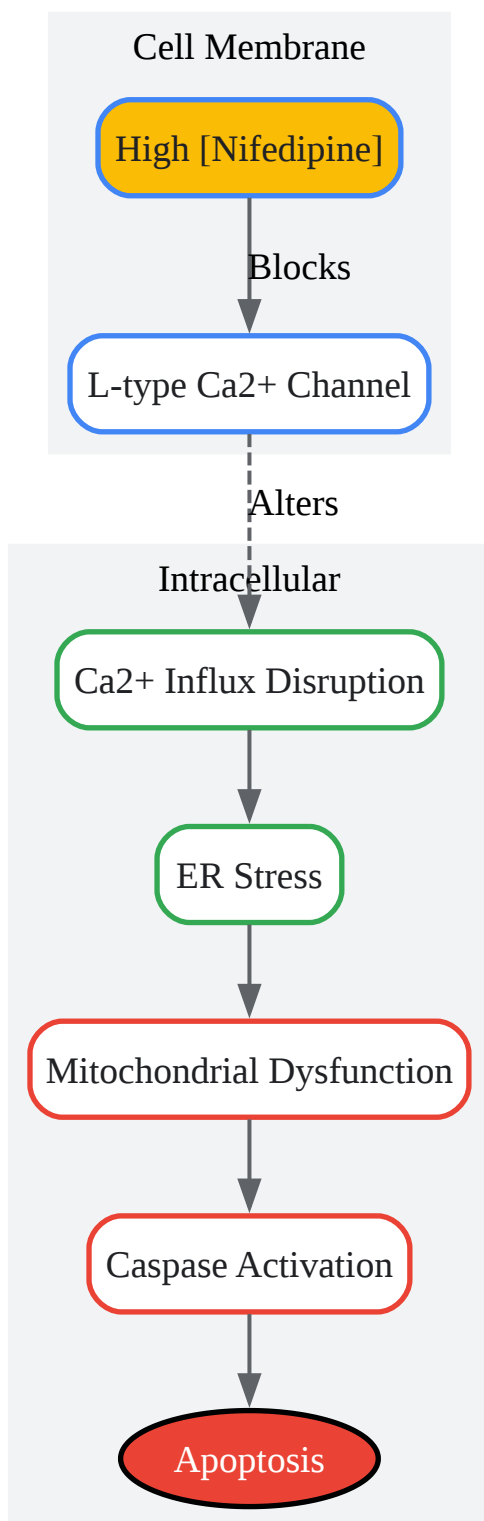 Cell Membrane
High [Nifedipine]
Blocks
L-type Ca2+ Channel
Alters
Intracellular
Ca2+ Influx Disruption
ER Stress
Mitochondrial Dysfunction
Caspase Activation
Apoptosis